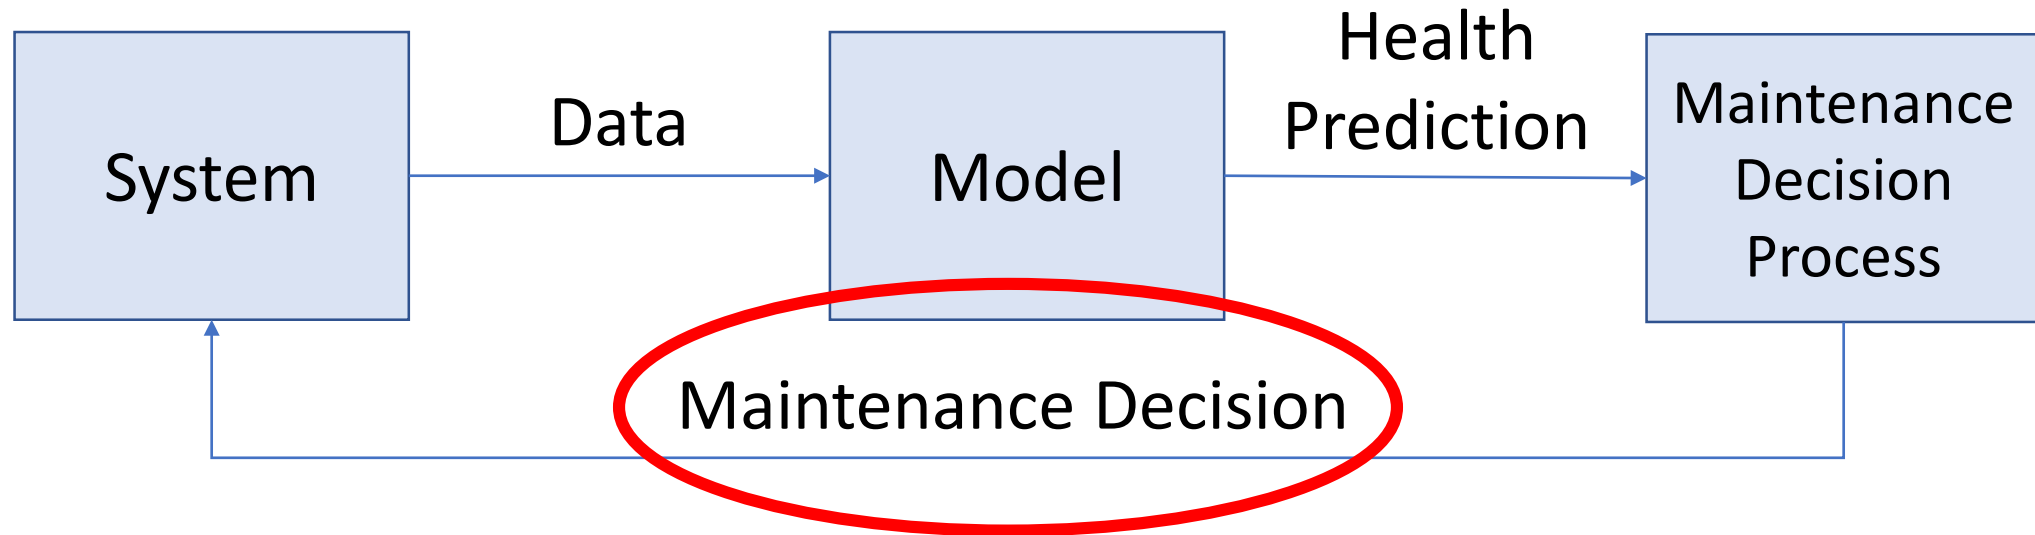 System
Data
Model
Health
Prediction
Maintenance
Decision
Process
Maintenance Decision